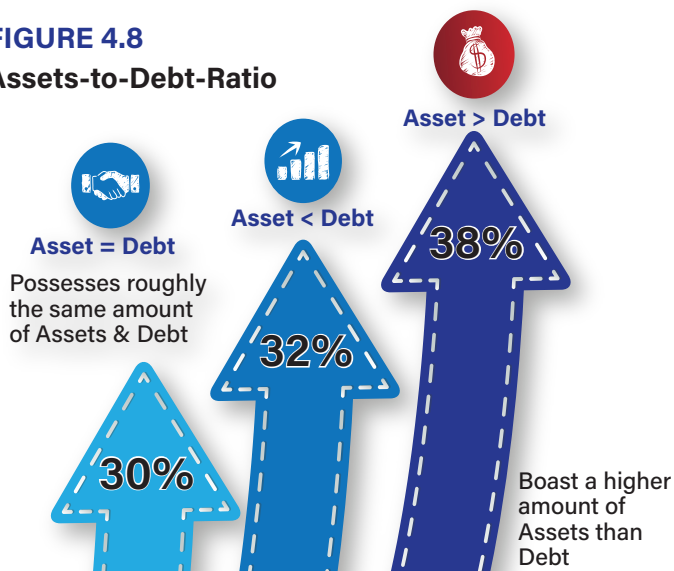 FIGURE 4.8
Assets-to-Debt-Ratio
Asset > Debt
Asset < Debt
Asset = Debt
Possesses roughly
the same amount
of Assets & Debt
38%
32%
30%
Boast a higher
amount of
Assets than
Debt